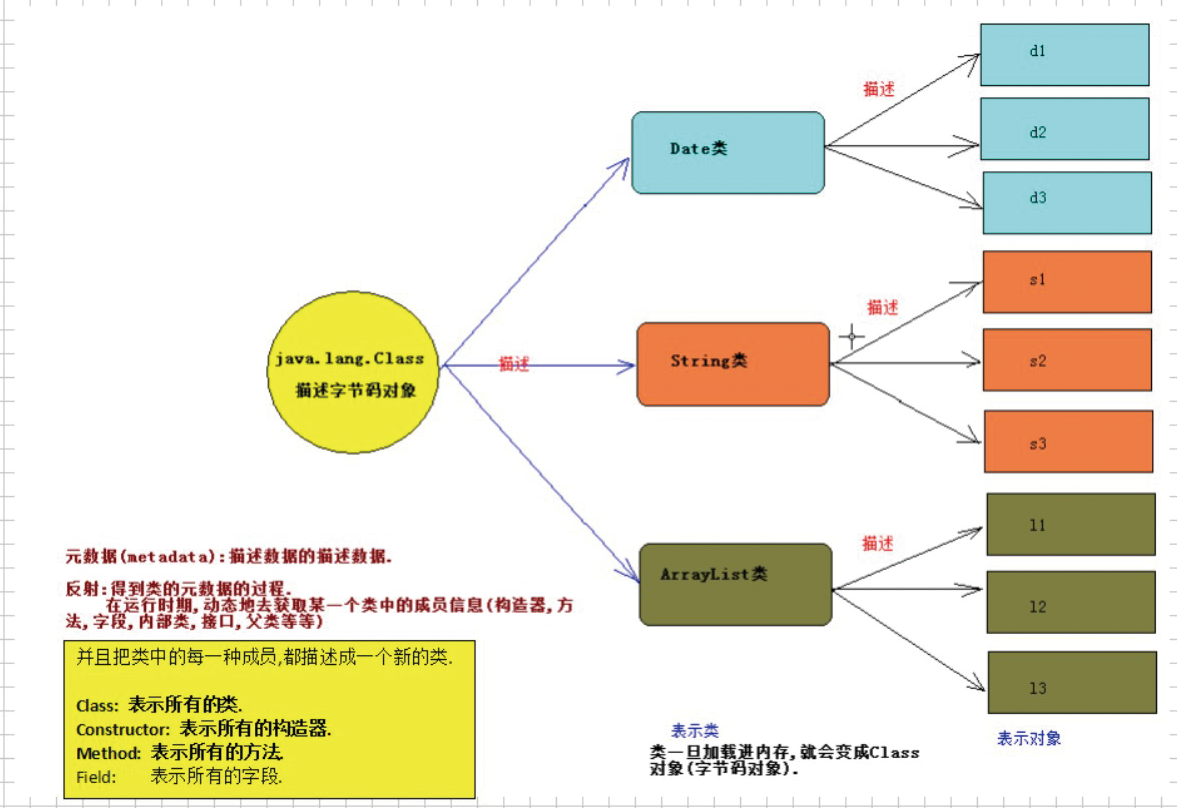 d1
描述
d2
Date类
d3
s1
描述
java.lang.Class
描述字节码对象
描述
String类
s2
s3
l1
描述
ArrayList类
l2
l3
元数据(metadata):描述数据的描述数据.
反射:得到类的元数据的过程.
在运行时期,动态地去获取某一个类中的成员信息(构造器,方
法,字段,内部类,接口,父类等等)
并且把类中的每一种成员,都描述成一个新的类.
Class: 表示所有的类.
Constructor: 表示所有的构造器.
Method: 表示所有的方法.
Field: 表示所有的字段.
表示类
类一旦加载进内存,就会变成Class
对象(字节码对象).
表示对象